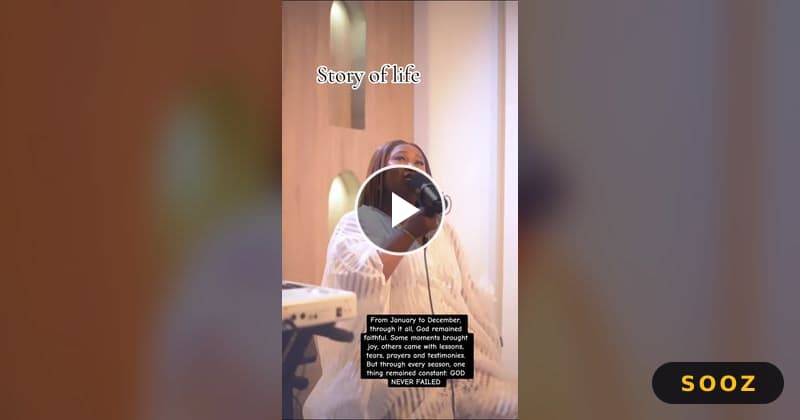 Story of life
From January to December,
through it all, God remained
faithful. Some moments brought
joy, others came with lessons,
tears, prayers and testimonies.
But through every season, one
thing remained constant: GOD
NEVER FAILED
SOOZ